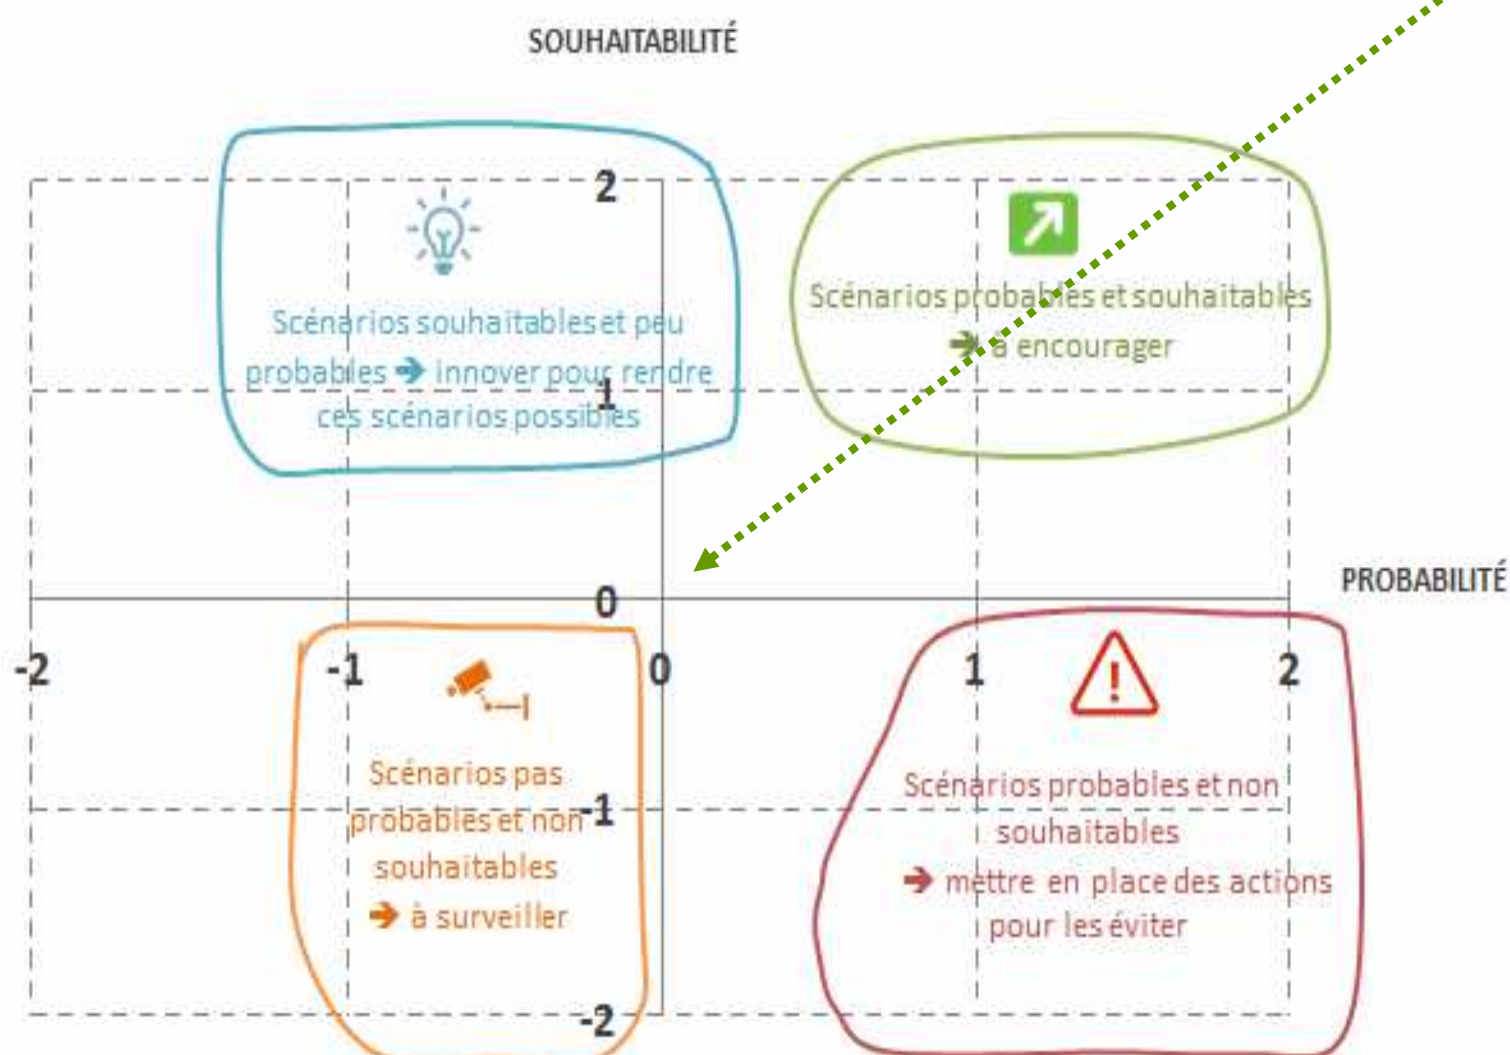 SOUHAITABILITÉ
2
Scénarios souhaitables et peu
probables ➔ innover pour rendre
ces scénarios possibles
1
Scénarios probables et souhaitables
➔ à encourager
0
PROBABILITÉ
-2
-1
0
1
2
Scénarios pas
probables et non
souhaitables
➔ à surveiller
-1
-2
!
Scénarios probables et non
souhaitables
➔ mettre en place des actions
pour les éviter